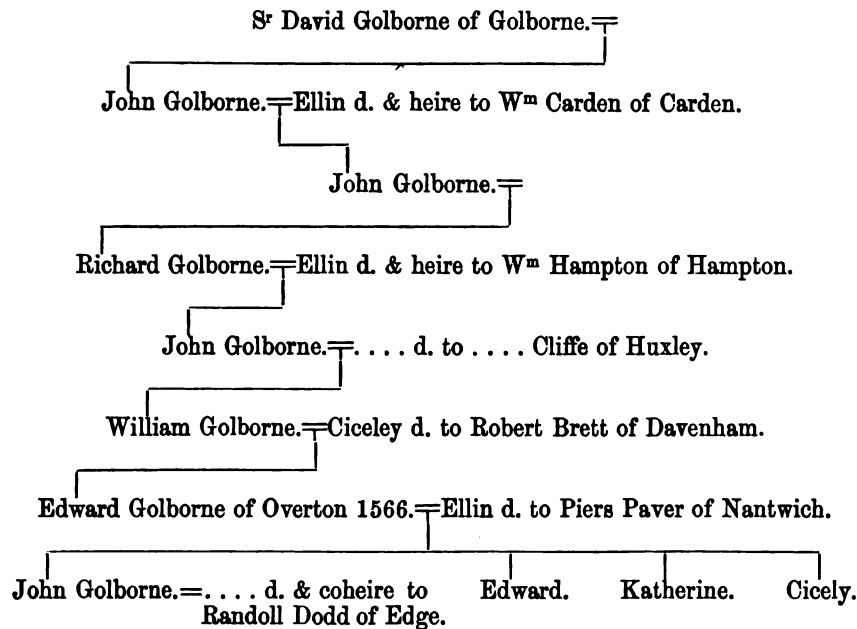 Sr David Golborne of Golborne.
John Golborne.=Ellin d. & heire to Wm Carden of Carden.
John Golborne.=
Richard Golborne.=Ellin d. & heire to Wm Hampton of Hampton.
John Golborne.=. . . . d. to . . . . Cliffe of Huxley.
William Golborne.=Ciceley d. to Robert Brett of Davenham.
Edward Golborne of Overton 1566.=Ellin d. to Piers Paver of Nantwich.
John Golborne.=. . . . d. & coheire to Edward. Katherine. Cicely.
Randoll Dodd of Edge.